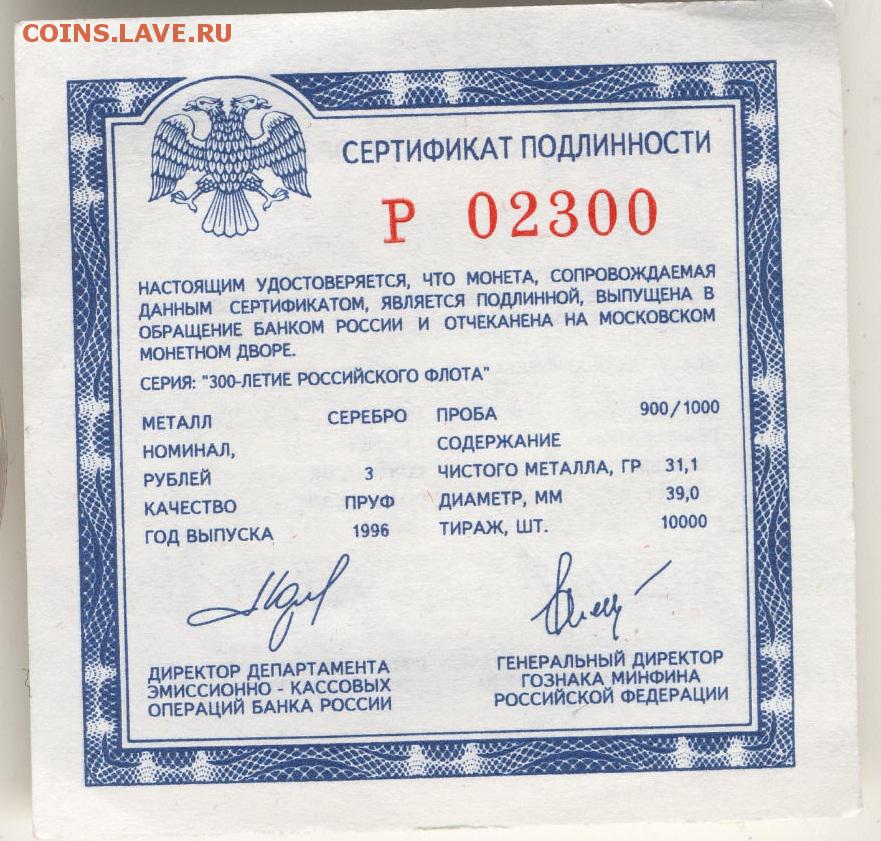 COINS.LAVE.RU
СЕРТИФИКАТ ПОДЛИННОСТИ
Р 02300
НАСТОЯЩИМ УДОСТОВЕРЯЕТСЯ, ЧТО МОНЕТА, СОПРОВОЖДАЕМАЯ
ДАННЫМ СЕРТИФИКАТОМ, ЯВЛЯЕТСЯ ПОДЛИННОЙ, ВЫПУЩЕНА В
ОБРАЩЕНИЕ БАНКОМ РОССИИ И ОТЧЕКАНЕНА НА МОСКОВСКОМ
МОНЕТНОМ ДВОРЕ.
СЕРИЯ: "300-ЛЕТИЕ РОССИЙСКОГО ФЛОТА"
МЕТАЛЛ СЕРЕБРО
НОМИНАЛ,
РУБЛЕЙ 3
КАЧЕСТВО ПРУФ
ГОД ВЫПУСКА 1996
ПРОБА 900/1000
СОДЕРЖАНИЕ
ЧИСТОГО МЕТАЛЛА, ГР 31,1
ДИАМЕТР, ММ 39,0
ТИРАЖ, ШТ. 10000
ДИРЕКТОР ДЕПАРТАМЕНТА
ЭМИССИОННО - КАССОВЫХ
ОПЕРАЦИЙ БАНКА РОССИИ
ГЕНЕРАЛЬНЫЙ ДИРЕКТОР
ГОЗНАКА МИНФИНА
РОССИЙСКОЙ ФЕДЕРАЦИИ